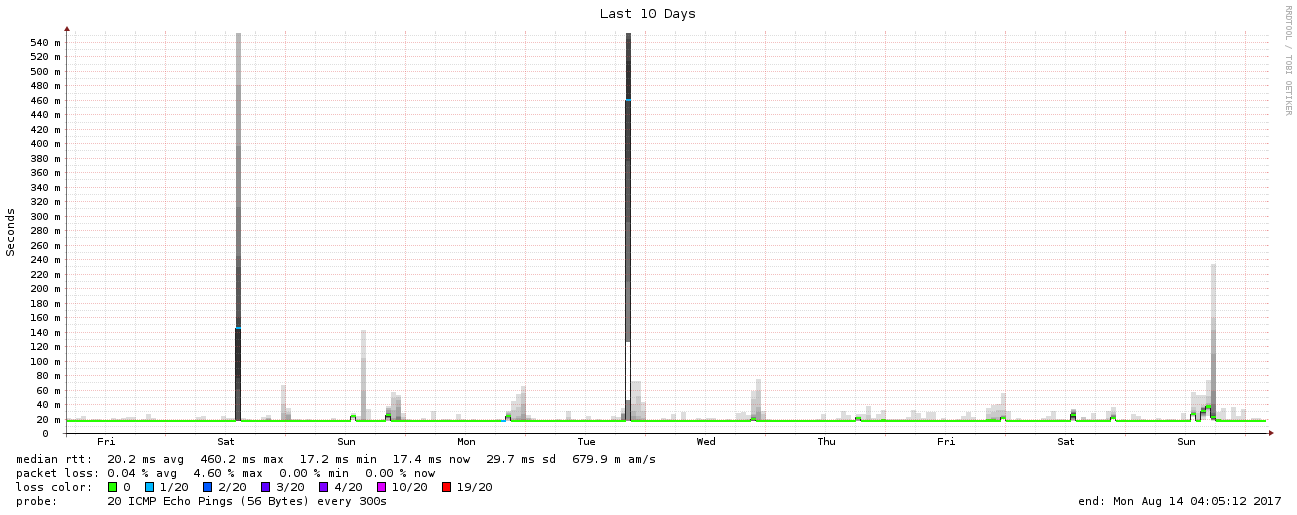 Last 10 Days
RRDTOOL / TOBI OETIKER
Seconds
540 m
520 m
500 m
480 m
460 m
440 m
420 m
400 m
380 m
360 m
340 m
320 m
300 m
280 m
260 m
240 m
220 m
200 m
180 m
160 m
140 m
120 m
100 m
80 m
60 m
40 m
20 m
0
Fri Sat Sun Mon Tue Wed Thu Fri Sat Sun
median rtt: 20.2 ms avg 460.2 ms max 17.2 ms min 17.4 ms now 29.7 ms sd 679.9 m am/s
packet loss: 0.04 % avg 4.60 % max 0.00 % min 0.00 % now
loss color: 0 1/20 2/20 3/20 4/20 10/20 19/20
probe: 20 ICMP Echo Pings (56 Bytes) every 300s end: Mon Aug 14 04:05:12 2017